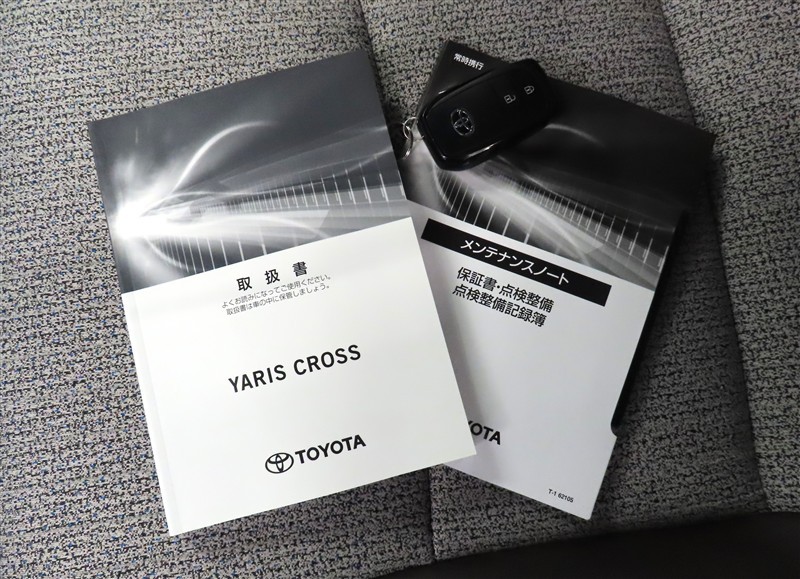 取扱書
よくお読みになってご使用ください。
取扱書は車の中に保管しましょう。
YARIS CROSS
TOYOTA
常時携行
メンテナンスノート
保証書・点検整備
点検整備記録簿
OTA
T-1 62105